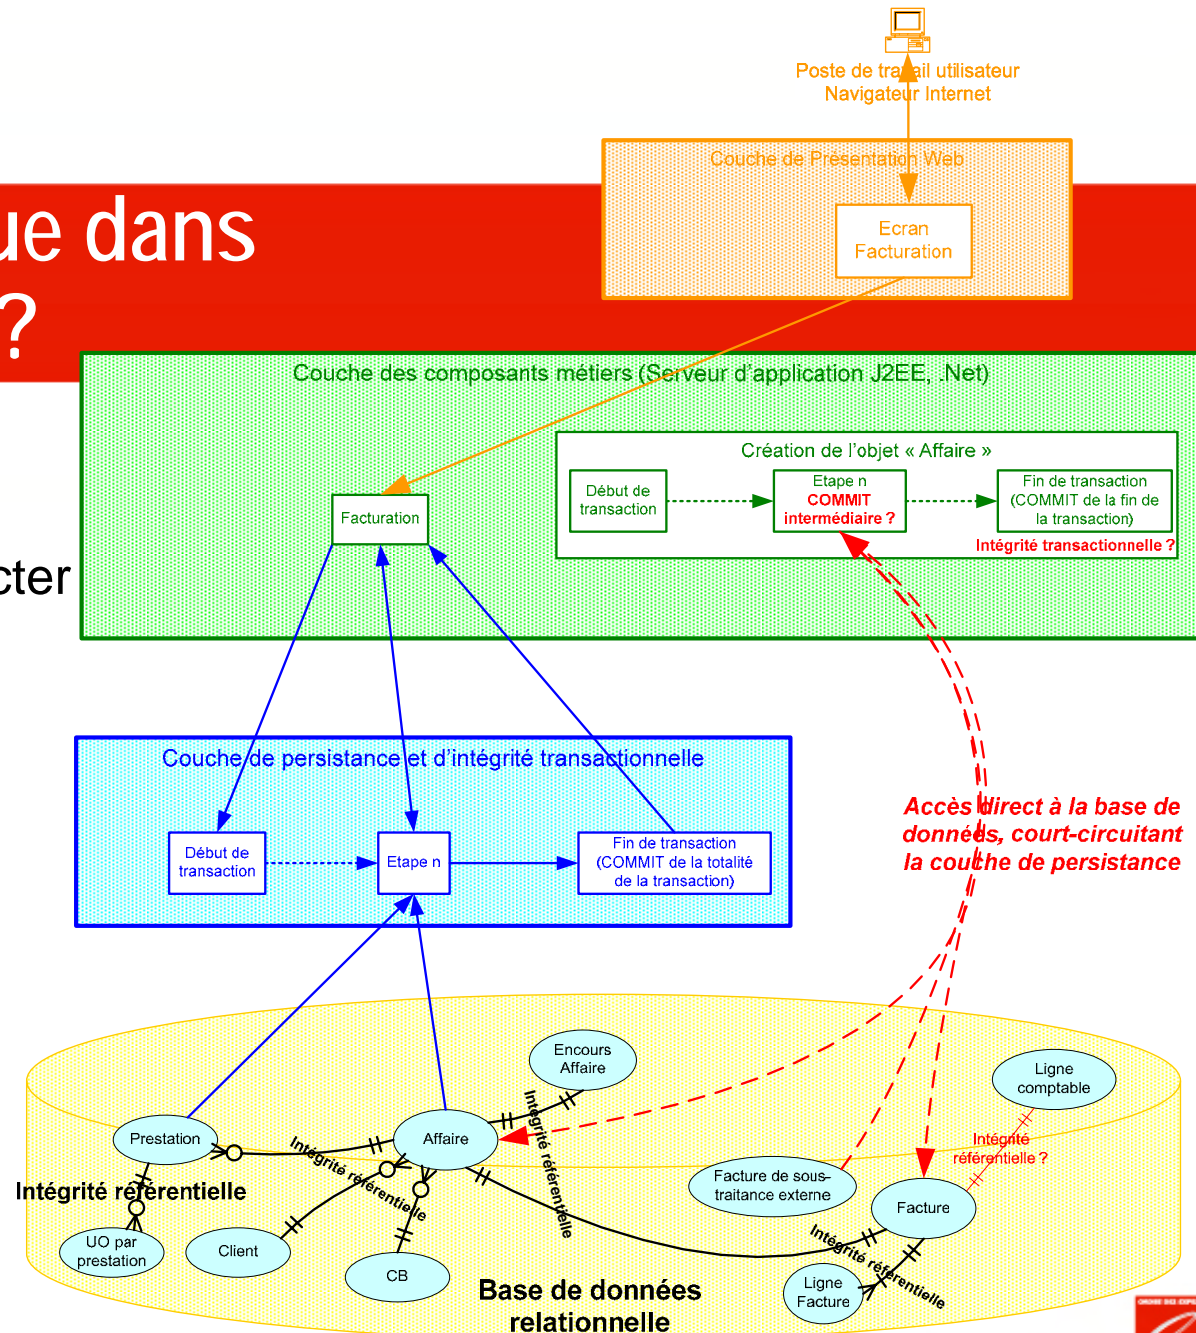 Poste de travail utilisateur
Navigateur Internet
Couche de Présentation Web
Ecran
Facturation
ue dans
?
Couche des composants métiers (Serveur d'application J2EE, .Net)
Création de l'objet « Affaire »
Début de
transaction
Etape n
COMMIT
intermédiaire ?
Fin de transaction
(COMMIT de la fin de
la transaction)
Intégrité transactionnelle ?
Facturation
cter
Couche de persistance et d'intégrité transactionnelle
Début de
transaction
Etape n
Fin de transaction
(COMMIT de la totalité
de la transaction)
Accès direct à la base de
données, court-circuitant
la couche de persistance
Encours
Affaire
Ligne
comptable
Prestation
Affaire
Intégrité référentielle
Intégrité référentielle
Intégrité
référentielle ?
Intégrité référentielle
Facture de sous-
traitance externe
Facture
UO par
prestation
Client
CB
Intégrité référentielle
Ligne
Facture
Base de données
relationnelle